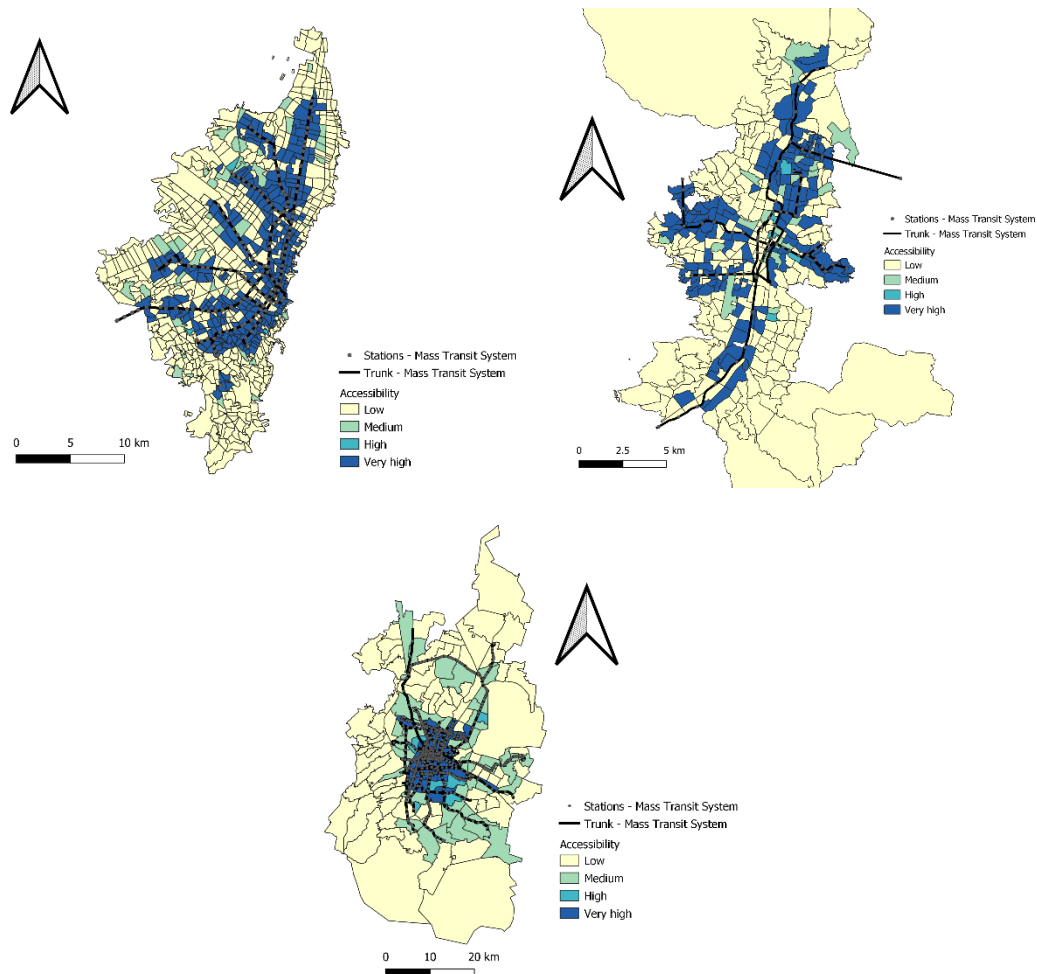 Stations - Mass Transit System
Trunk - Mass Transit System
Accessibility
Low
Medium
High
Very high
0 5 10 km
Stations - Mass Transit System
Trunk - Mass Transit System
Accessibility
Low
Medium
High
Very high
0 2.5 5 km
Stations - Mass Transit System
Trunk - Mass Transit System
Accessibility
Low
Medium
High
Very high
0 10 20 km